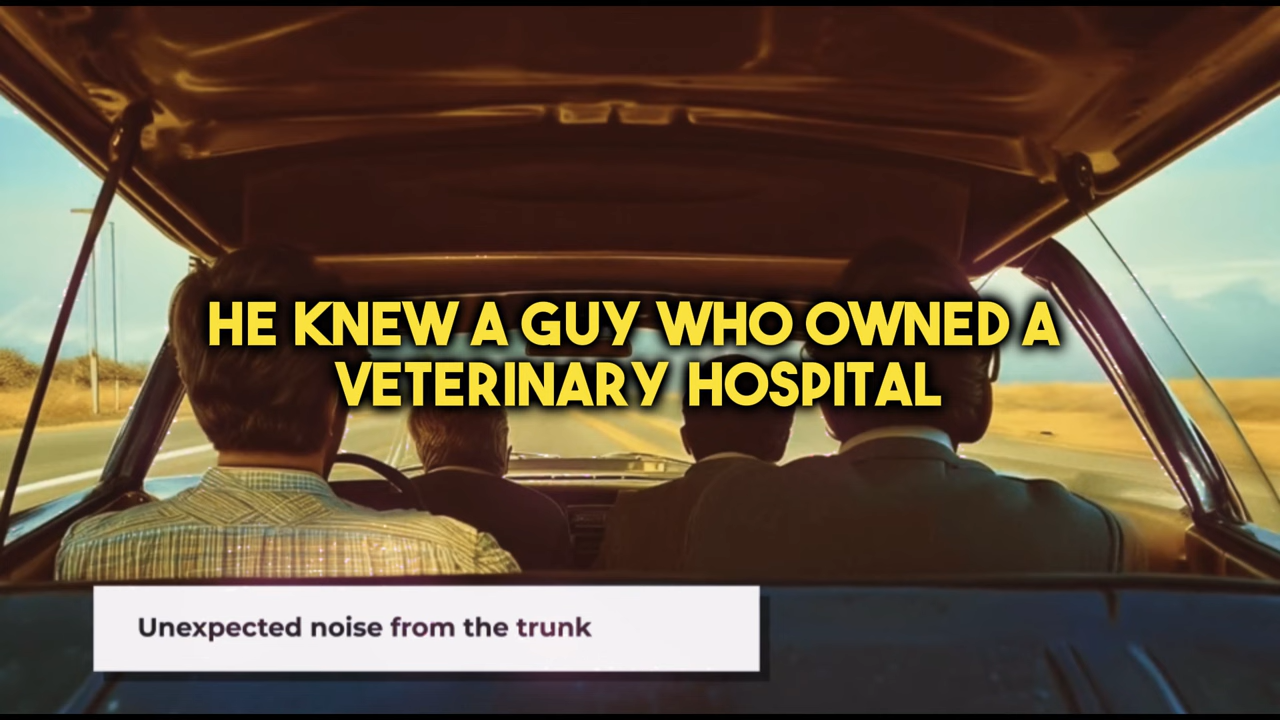 HE KNEW A GUY WHO OWNED A
VETERINARY HOSPITAL
Unexpected noise from the trunk